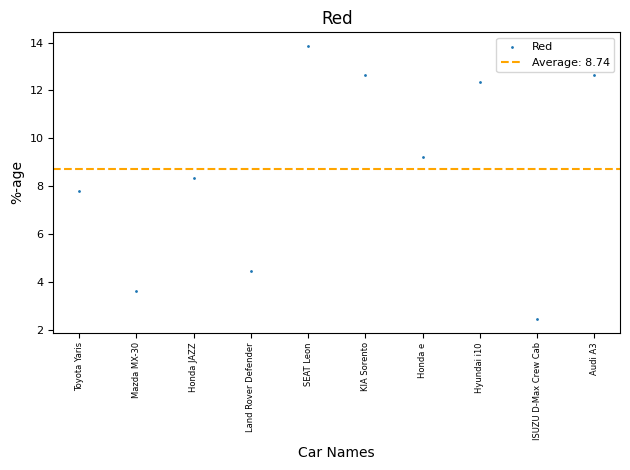 Red
%-age
14
12
10
8
6
4
2
Red
Average: 8.74
Toyota Yaris
Mazda MX-30
Honda JAZZ
Land Rover Defender
SEAT Leon
KIA Sorento
Honda e
Hyundai i10
ISUZU D-Max Crew Cab
Audi A3
Car Names